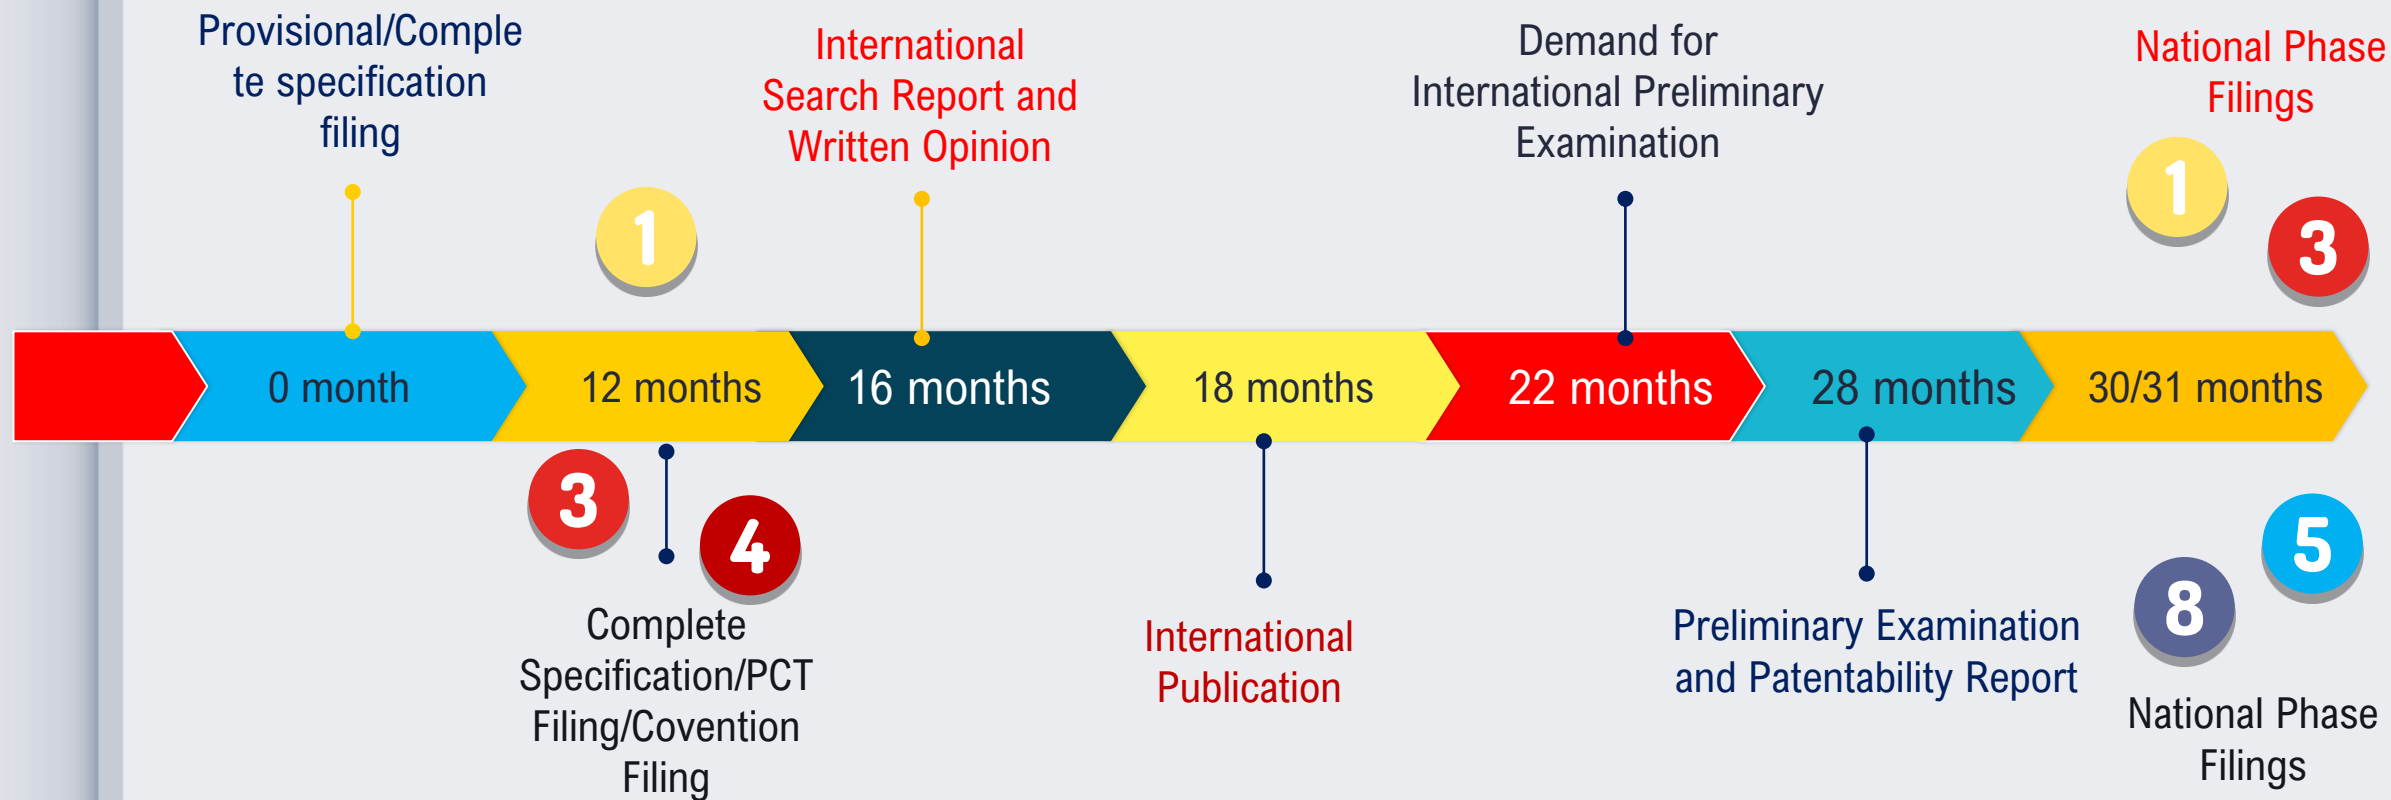 Provisional/Comple
te specification
filing
International
Search Report and
Written Opinion
Demand for
International Preliminary
Examination
National Phase
Filings
1
1
3
0 month
12 months
16 months
18 months
22 months
28 months
30/31 months
3
4
5
8
Complete
Specification/PCT
Filing/Covention
Filing
International
Publication
Preliminary Examination
and Patentability Report
National Phase
Filings